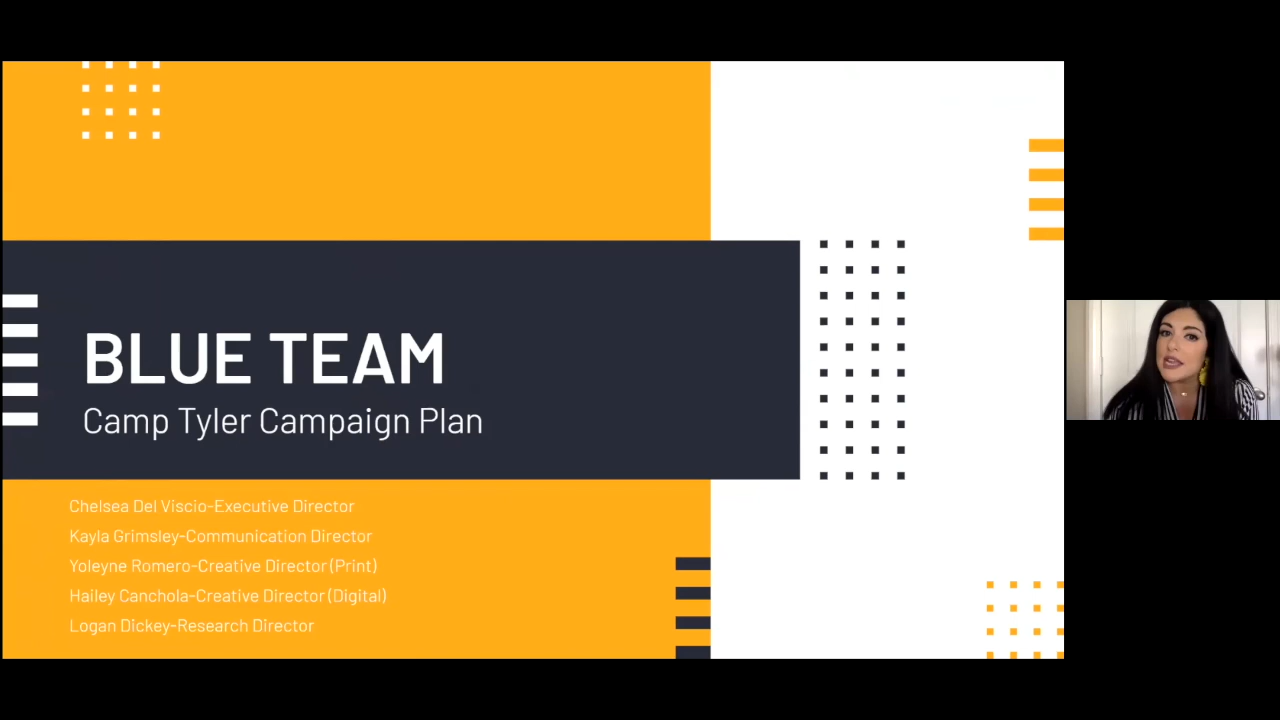 BLUE TEAM
Camp Tyler Campaign Plan
Chelsea Del Viscio-Executive Director
Kayla Grimsley-Communication Director
Yoleyne Romero-Creative Director (Print)
Hailey Canchola-Creative Director (Digital)
Logan Dickey-Research Director